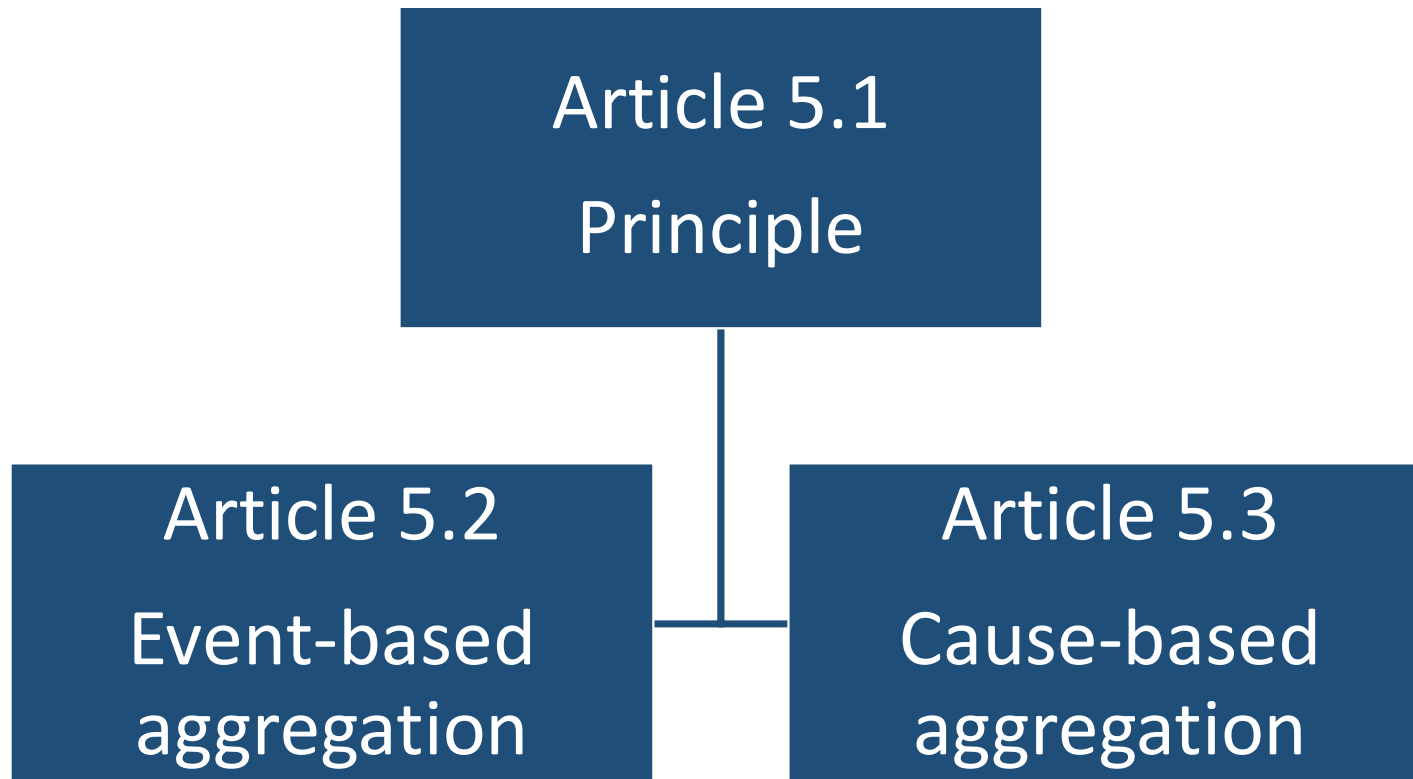 Article 5.1
Principle
Article 5.2
Event-based
aggregation
Article 5.3
Cause-based
aggregation